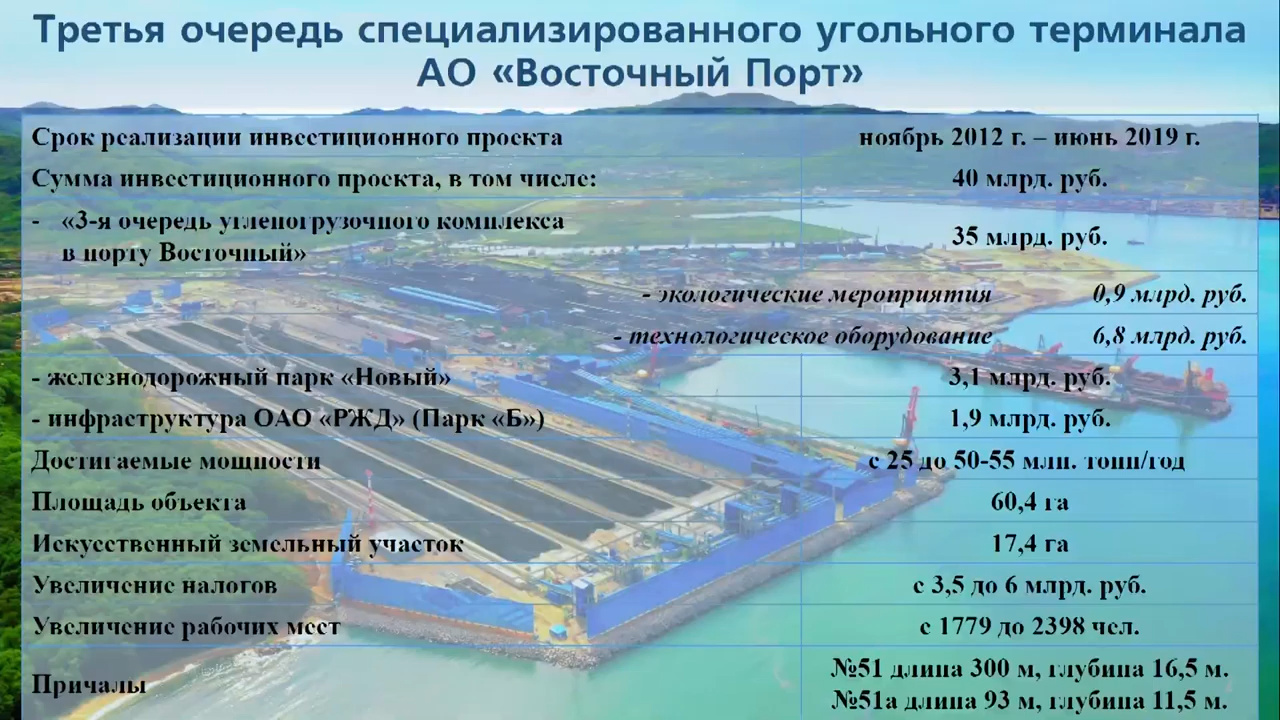 Третья очередь специализированного угольного терминала
АО «Восточный Порт»
Срок реализации инвестиционного проекта
ноябрь 2012 г. – июнь 2019 г.
Сумма инвестиционного проекта, в том числе:
40 млрд. руб.
- «3-я очередь углепогрузочного комплекса
в порту Восточный»
35 млрд. руб.
- экологические мероприятия
0,9 млрд. руб.
- технологическое оборудование
6,8 млрд. руб.
- железнодорожный парк «Новый»
3,1 млрд. руб.
- инфраструктура ОАО «РЖД» (Парк «Б»)
1,9 млрд. руб.
Достигаемые мощности
с 25 до 50-55 млн. тонн/год
Площадь объекта
60,4 га
Искусственный земельный участок
17,4 га
Увеличение налогов
с 3,5 до 6 млрд. руб.
Увеличение рабочих мест
с 1779 до 2398 чел.
Причалы
№51 длина 300 м, глубина 16,5 м.
№51а длина 93 м, глубина 11,5 м.